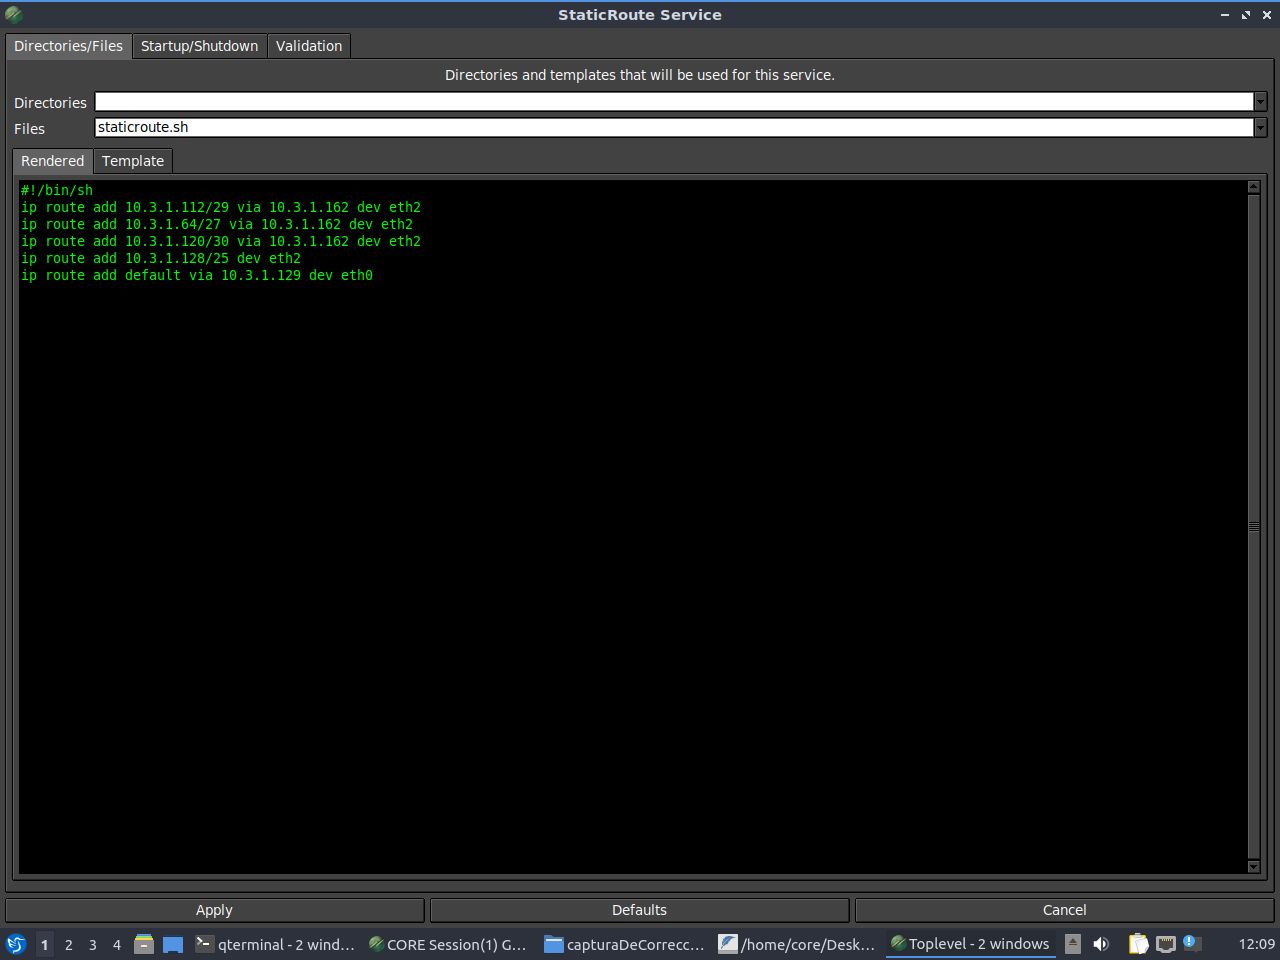 StaticRoute Service
Directories/Files Startup/Shutdown Validation
Directories and templates that will be used for this service.
Directories
Files staticroute.sh
Rendered Template
#!/bin/sh
ip route add 10.3.1.112/29 via 10.3.1.162 dev eth2
ip route add 10.3.1.64/27 via 10.3.1.162 dev eth2
ip route add 10.3.1.120/30 via 10.3.1.162 dev eth2
ip route add 10.3.1.128/25 dev eth2
ip route add default via 10.3.1.129 dev eth0
Apply Defaults Cancel
1 2 3 4 qterminal - 2 wind... CORE Session(1) G... capturaDeCorrecc... /home/core/Desk... Toplevel - 2 windows 12:09